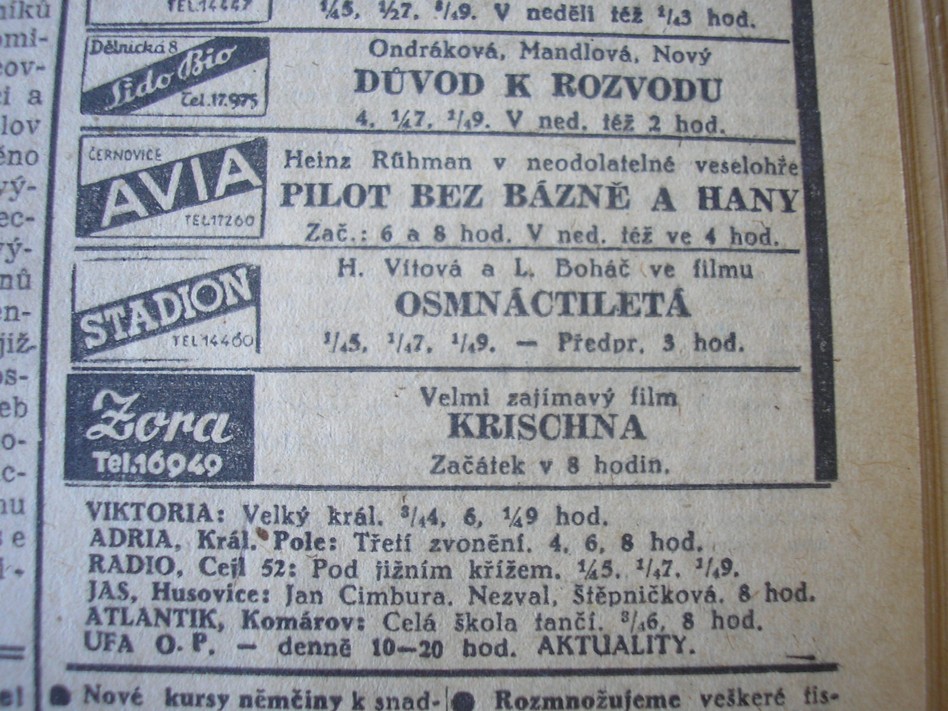 TEL.14447
¼5, ½7, ¼9. V neděli též ¼3 hod.
Dělnická 8
Lido Bio
Tel.17.975
Ondráková, Mandlová, Nový
DŮVOD K ROZVODU
4, ¼7, ¼9. V ned. též 2 hod.
ČERNOVICE
AVIA
TEL.17260
Heinz Rühman v neodolatelné veselohře
PILOT BEZ BÁZNĚ A HANY
Zač.: 6 a 8 hod. V ned. též ve 4 hod.
STADION
TEL 14460
H. Vítová a L. Boháč ve filmu
OSMNÁCTILETÁ
¼5, ¼7, ¼9. — Předpr. 3 hod.
Zora
Tel.16949
Velmi zajímavý film
KRISCHNA
Začátek v 8 hodin.
VIKTORIA: Velký král. ¾4, 6, ¼9 hod.
ADRIA, Král. Pole: Třetí zvonění. 4, 6, 8 hod.
RADIO, Cejl 52: Pod jižním křížem. ¼5, ¼7, ¼9.
JAS, Husovice: Jan Cimbura. Nezval, Štěpničková. 8 hod.
ATLANTIK, Komárov: Celá škola tančí. ¾6, 8 hod.
UFA O. P. — denně 10—20 hod. AKTUALITY.
● Nové kursy němčiny k snad-
● Rozmnožujeme veškeré tis-